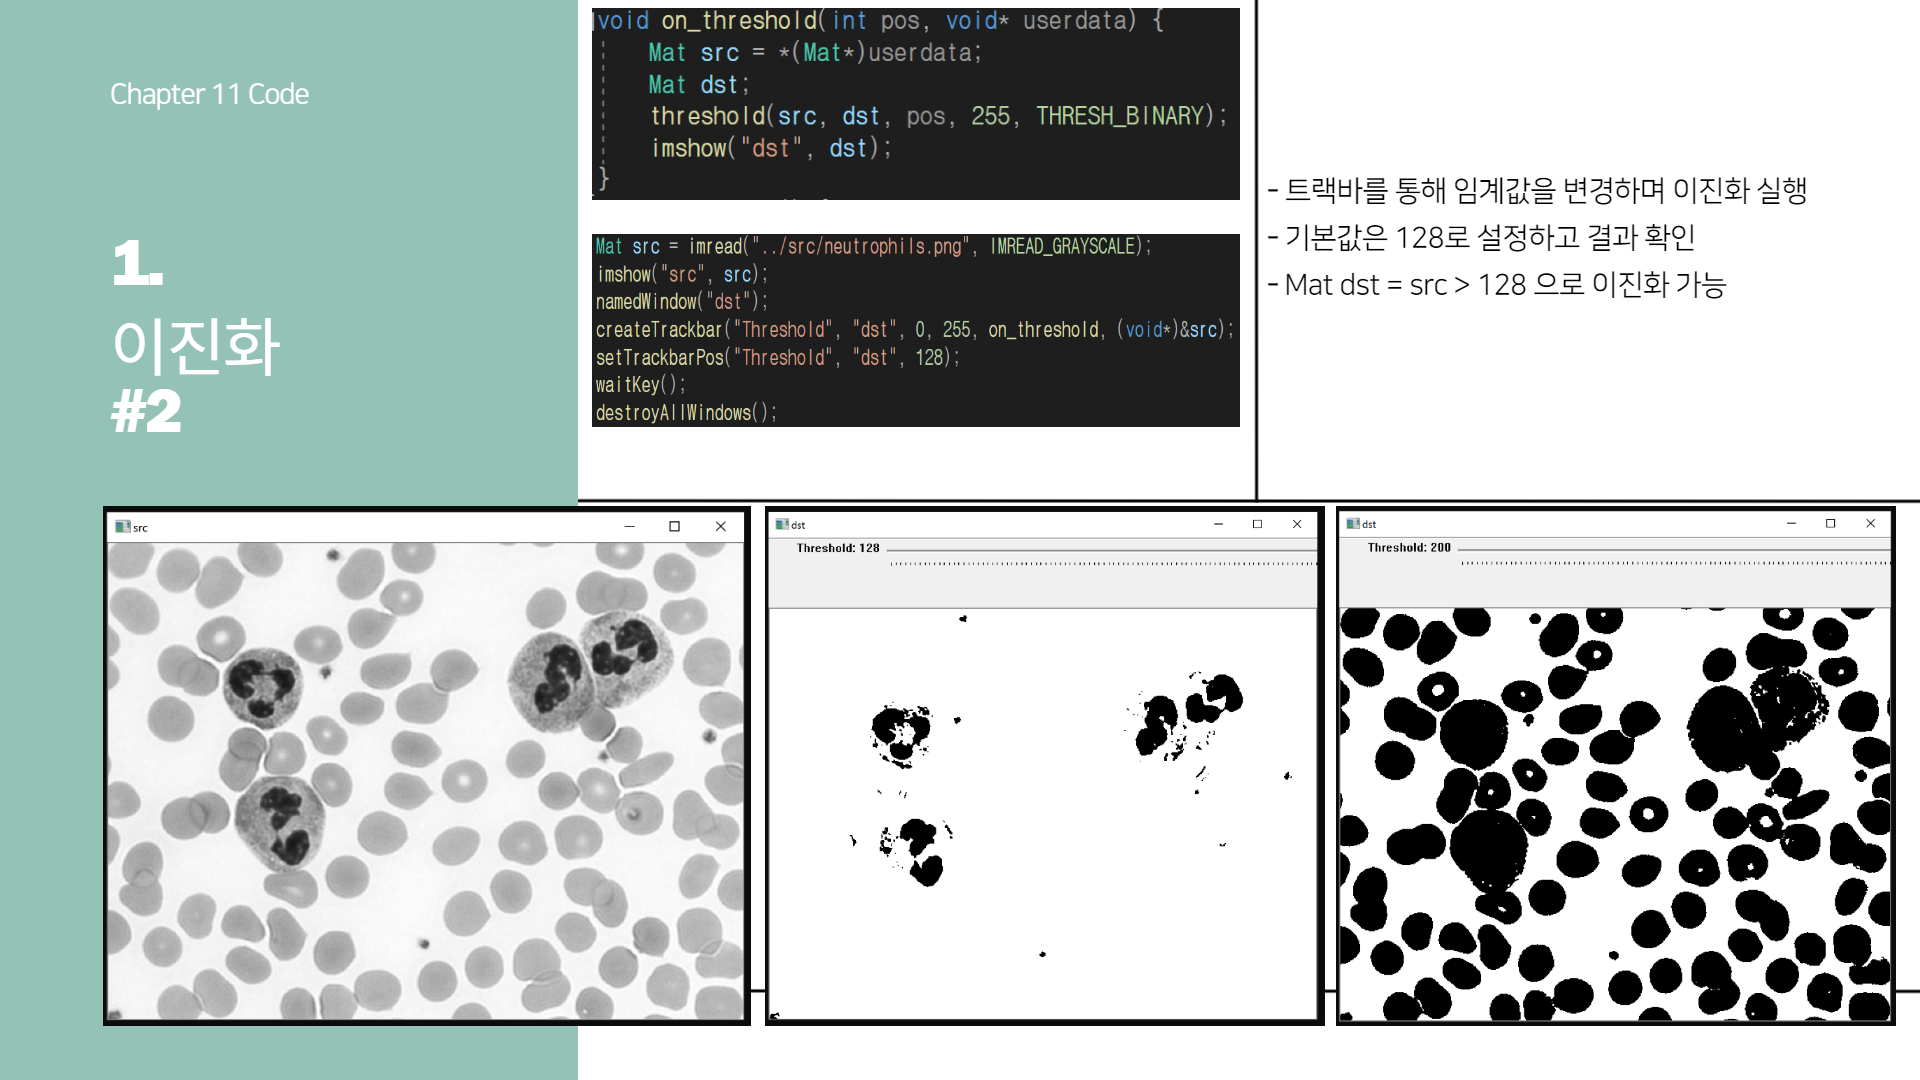 Chapter 11 Code
1.
이진화
#2
void on_threshold(int pos, void* userdata) {
Mat src = *(Mat*)userdata;
Mat dst;
threshold(src, dst, pos, 255, THRESH_BINARY);
imshow("dst", dst);
}
Mat src = imread("../src/neutrophils.png", IMREAD_GRAYSCALE);
imshow("src", src);
namedWindow("dst");
createTrackbar("Threshold", "dst", 0, 255, on_threshold, (void*)&src);
setTrackbarPos("Threshold", "dst", 128);
waitKey();
destroyAllWindows();
- 트랙바를 통해 임계값을 변경하며 이진화 실행
- 기본값은 128로 설정하고 결과 확인
- Mat dst = src > 128 으로 이진화 가능
src
dst
Threshold: 128
dst
Threshold: 200